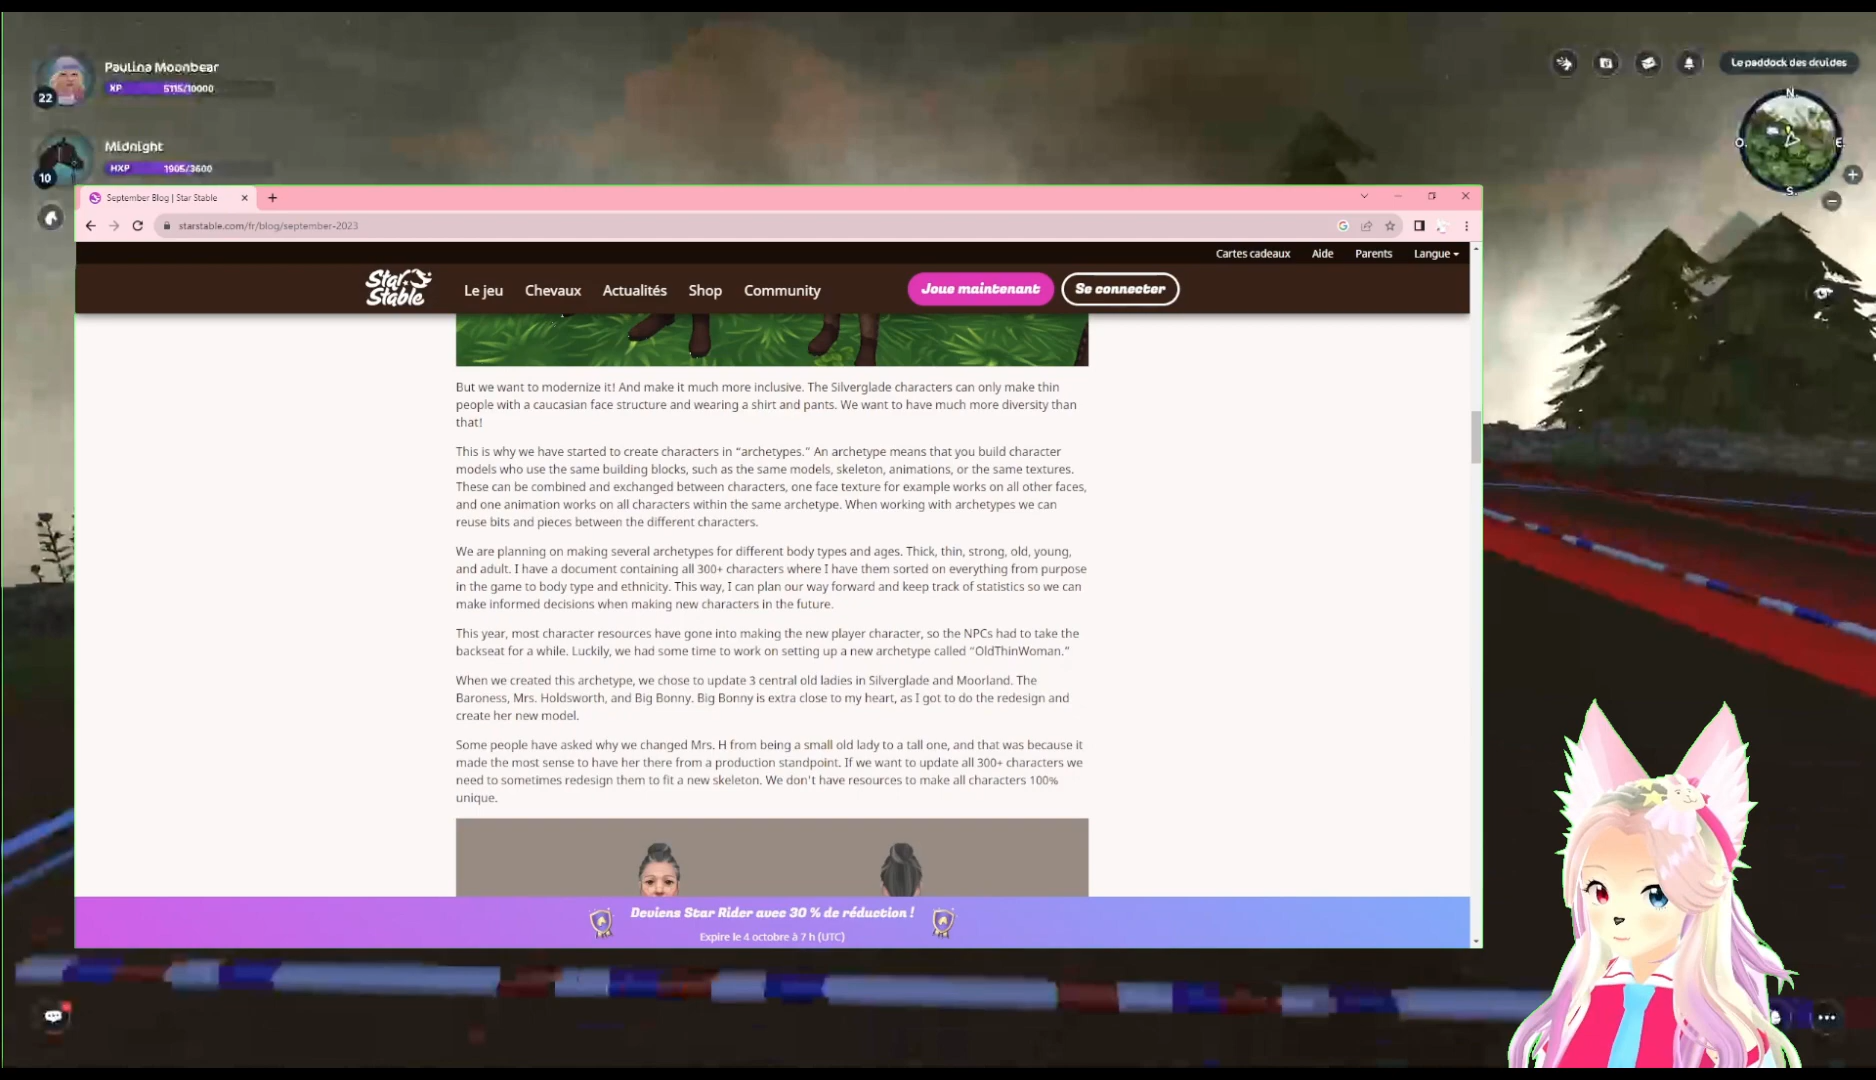 Paulina Moonbear
XP 5115/10000
22
Midnight
HXP 1905/3600
10
Le paddock des druides
N.
O.
E.
S.
September Blog | Star Stable
starstable.com/fr/blog/september-2023
Cartes cadeaux Aide Parents Langue
Star Stable
Le jeu Chevaux Actualités Shop Community Joue maintenant Se connecter
But we want to modernize it! And make it much more inclusive. The Silverglade characters can only make thin
people with a caucasian face structure and wearing a shirt and pants. We want to have much more diversity than
that!
This is why we have started to create characters in “archetypes.” An archetype means that you build character
models who use the same building blocks, such as the same models, skeleton, animations, or the same textures.
These can be combined and exchanged between characters, one face texture for example works on all other faces,
and one animation works on all characters within the same archetype. When working with archetypes we can
reuse bits and pieces between the different characters.
We are planning on making several archetypes for different body types and ages. Thick, thin, strong, old, young,
and adult. I have a document containing all 300+ characters where I have them sorted on everything from purpose
in the game to body type and ethnicity. This way, I can plan our way forward and keep track of statistics so we can
make informed decisions when making new characters in the future.
This year, most character resources have gone into making the new player character, so the NPCs had to take the
backseat for a while. Luckily, we had some time to work on setting up a new archetype called “OldThinWoman.”
When we created this archetype, we chose to update 3 central old ladies in Silverglade and Moorland. The
Baroness, Mrs. Holdsworth, and Big Bonny. Big Bonny is extra close to my heart, as I got to do the redesign and
create her new model.
Some people have asked why we changed Mrs. H from being a small old lady to a tall one, and that was because it
made the most sense to have her there from a production standpoint. If we want to update all 300+ characters we
need to sometimes redesign them to fit a new skeleton. We don't have resources to make all characters 100%
unique.
Deviens Star Rider avec 30 % de réduction !
Expire le 4 octobre à 7 h (UTC)